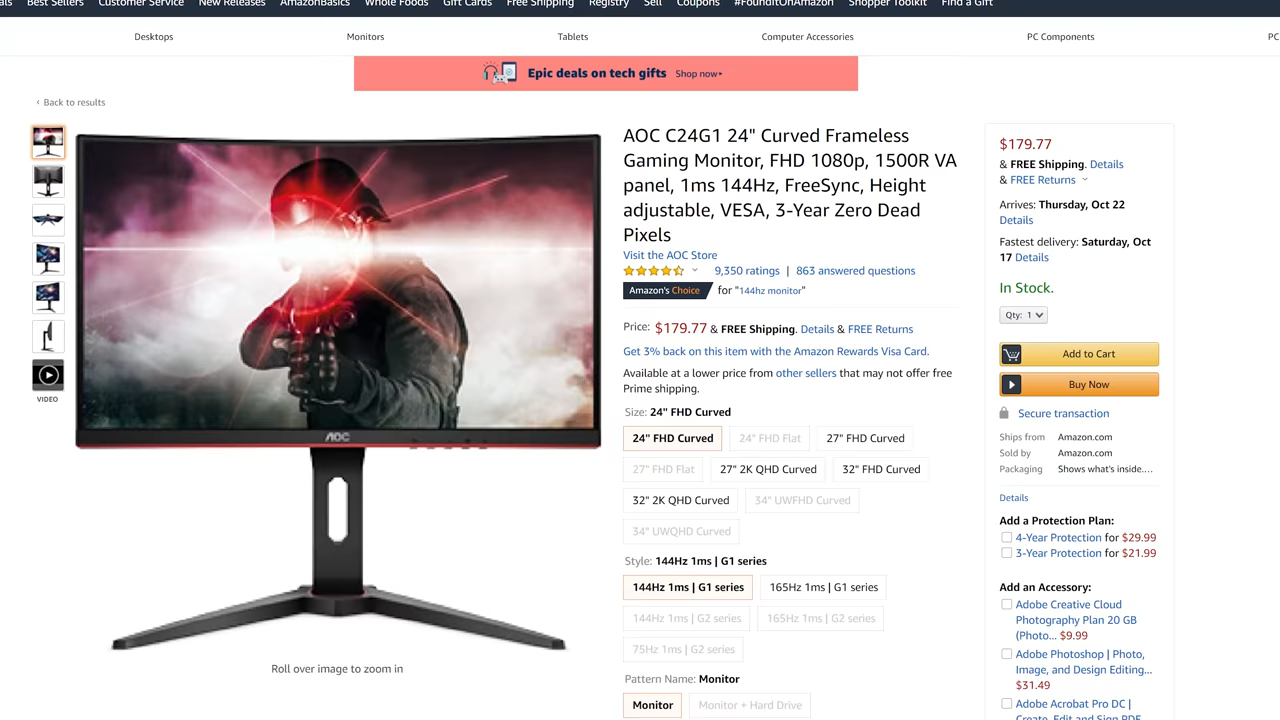 Best Sellers Customer Service New Releases AmazonBasics Whole Foods Gift Cards Free Shipping Registry Sell Coupons #FoundItOnAmazon Shopper Toolkit Find a Gift
Desktops Monitors Tablets Computer Accessories PC Components PC
Epic deals on tech gifts Shop now▸
‹ Back to results
AOC C24G1 24" Curved Frameless
Gaming Monitor, FHD 1080p, 1500R VA
panel, 1ms 144Hz, FreeSync, Height
adjustable, VESA, 3-Year Zero Dead
Pixels
Visit the AOC Store
9,350 ratings | 863 answered questions
Amazon's Choice for "144hz monitor"
Price: $179.77 & FREE Shipping. Details & FREE Returns
Get 3% back on this item with the Amazon Rewards Visa Card.
Available at a lower price from other sellers that may not offer free
Prime shipping.
Size: 24" FHD Curved
24" FHD Curved 24" FHD Flat 27" FHD Curved
27" FHD Flat 27" 2K QHD Curved 32" FHD Curved
32" 2K QHD Curved 34" UWFHD Curved
34" UWQHD Curved
Style: 144Hz 1ms | G1 series
144Hz 1ms | G1 series 165Hz 1ms | G1 series
144Hz 1ms | G2 series 165Hz 1ms | G2 series
75Hz 1ms | G2 series
Pattern Name: Monitor
Monitor Monitor + Hard Drive
VIDEO
AOC
Roll over image to zoom in
$179.77
& FREE Shipping. Details
& FREE Returns
Arrives: Thursday, Oct 22
Details
Fastest delivery: Saturday, Oct
17 Details
In Stock.
Qty: 1
Add to Cart
Buy Now
Secure transaction
Ships from Amazon.com
Sold by Amazon.com
Packaging Shows what's inside....
Details
Add a Protection Plan:
4-Year Protection for $29.99
3-Year Protection for $21.99
Add an Accessory:
Adobe Creative Cloud
Photography Plan 20 GB
(Photo... $9.99
Adobe Photoshop | Photo,
Image, and Design Editing...
$31.49
Adobe Acrobat Pro DC |
Create, Edit and Sign PDF